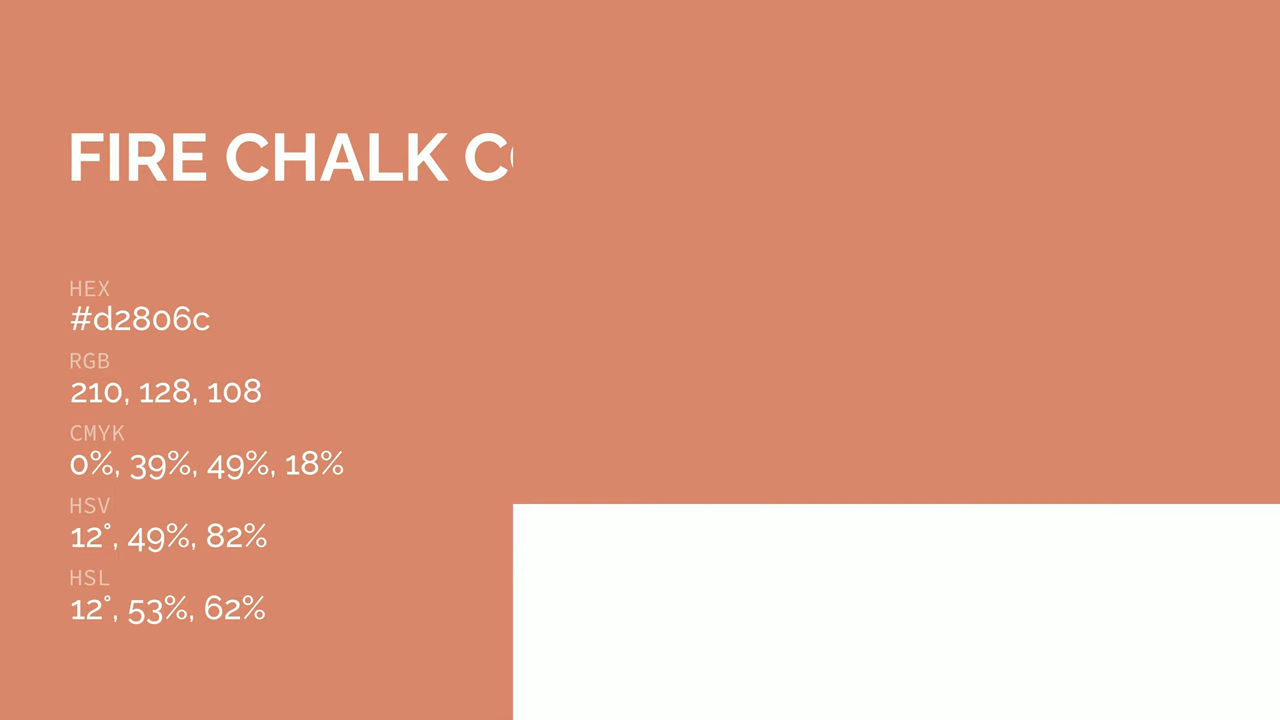 FIRE CHALK
HEX
#d2806c
RGB
210, 128, 108
CMYK
0%, 39%, 49%, 18%
HSV
12°, 49%, 82%
HSL
12°, 53%, 62%